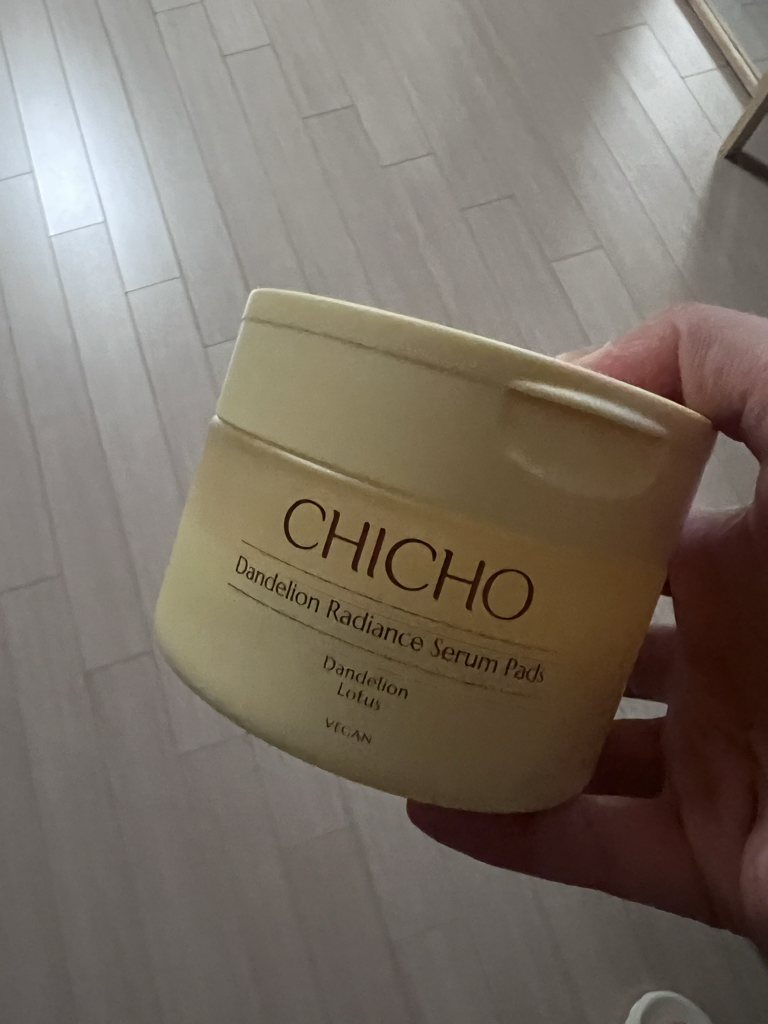 CHICHO
Dandelion Radiance Serum Pads
Dandelion
Lotus
VEGAN